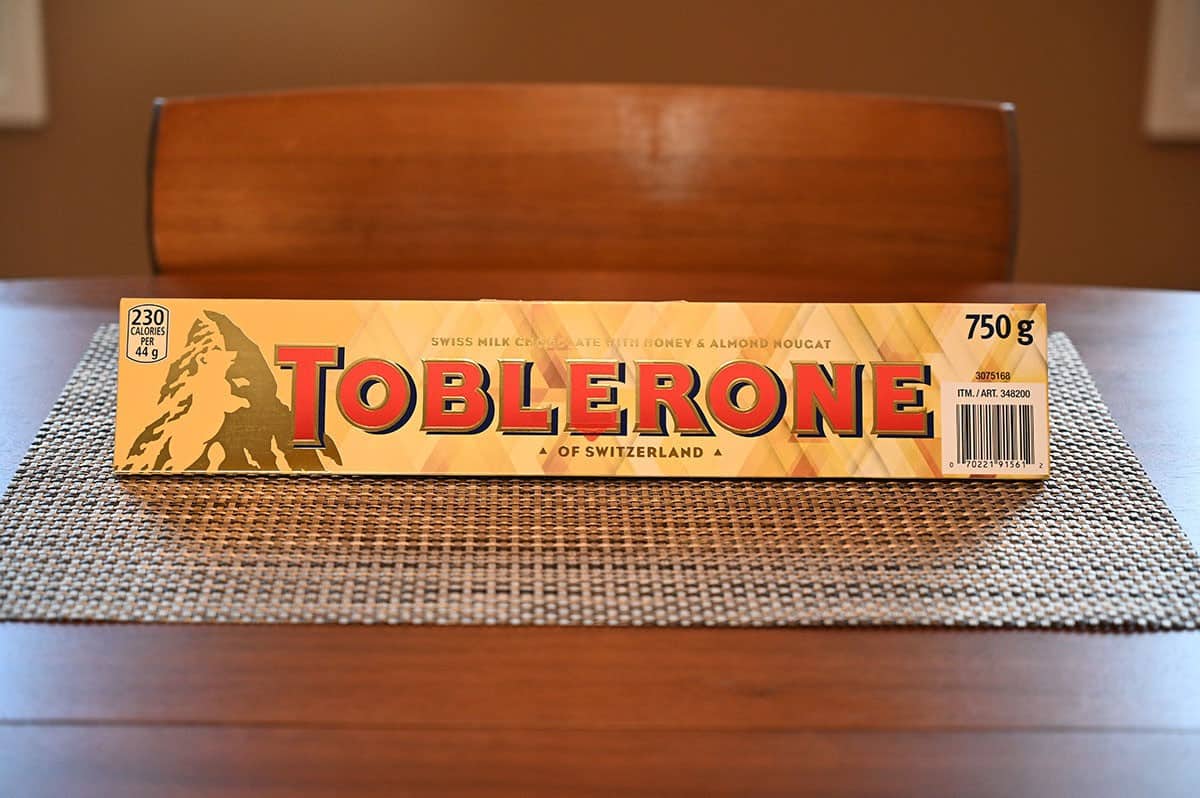 230
CALORIES
PER
44 g
SWISS MILK CHOCOLATE WITH HONEY & ALMOND NOUGAT
TOBLERONE
▲ OF SWITZERLAND ▲
750 g
3075168
ITM. / ART. 348200
0 70221 91561 2